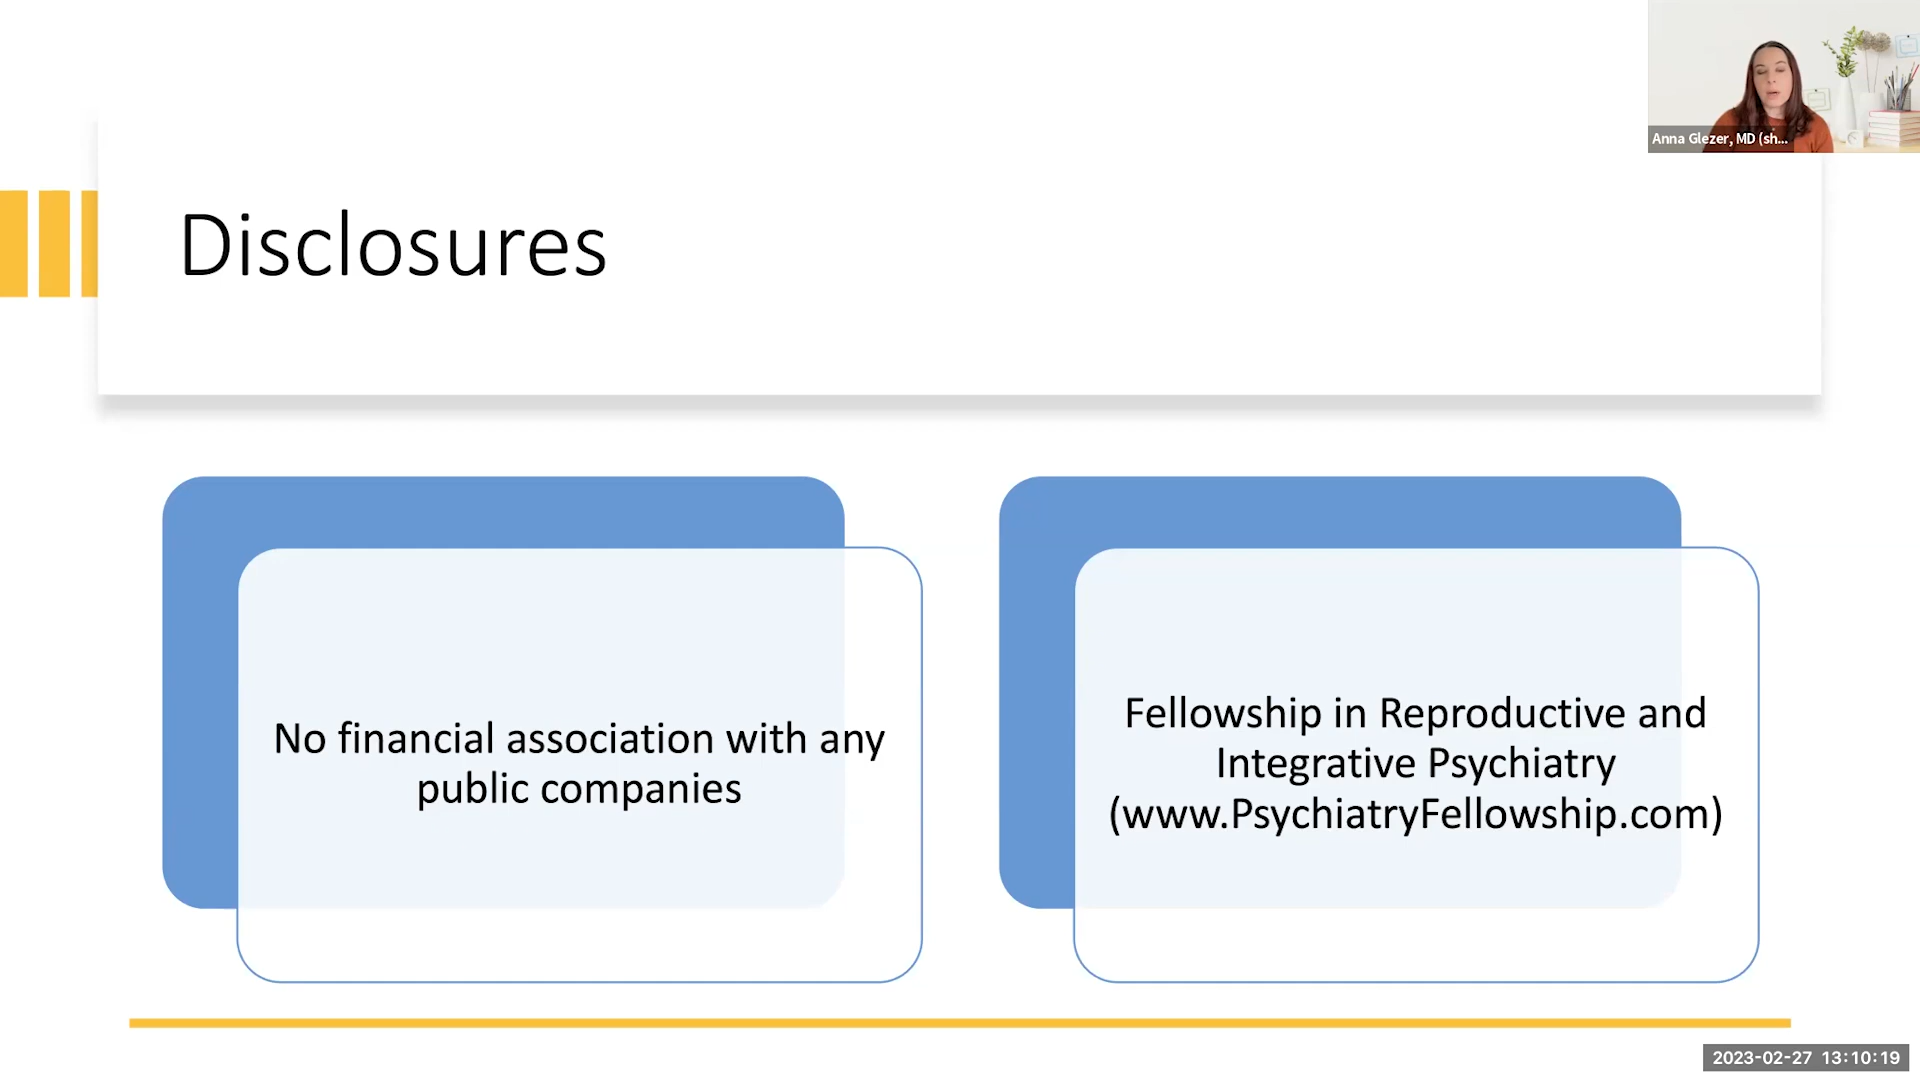 Anna Glezer, MD (sh...
Disclosures
No financial association with any
public companies
Fellowship in Reproductive and
Integrative Psychiatry
(www.PsychiatryFellowship.com)
2023-02-27 13:10:19